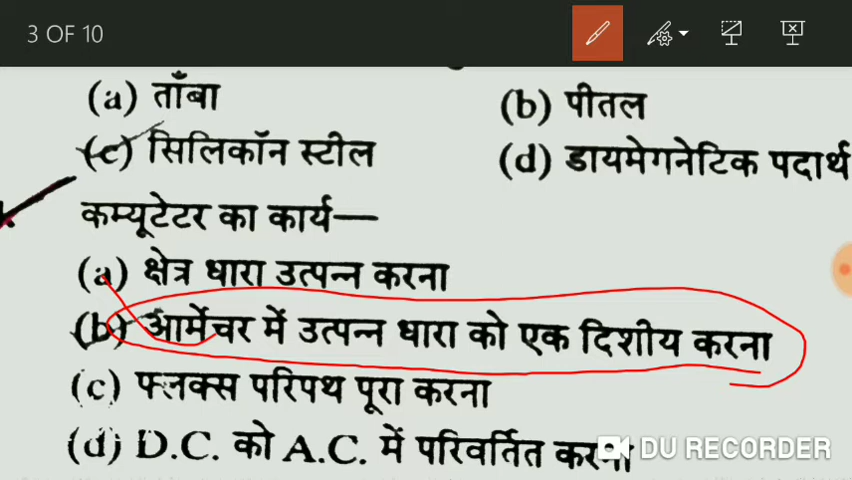 3 OF 10
(a) ताँबा (b) पीतल
(c) सिलिकॉन स्टील (d) डायमेगनेटिक पदार्थ
कम्यूटेटर का कार्य—
(a) क्षेत्र धारा उत्पन्न करना
(b) आर्मेचर में उत्पन्न धारा को एक दिशीय करना
(c) फ्लक्स परिपथ पूरा करना
(d) D.C. को A.C. में परिवर्तित करना
DU RECORDER